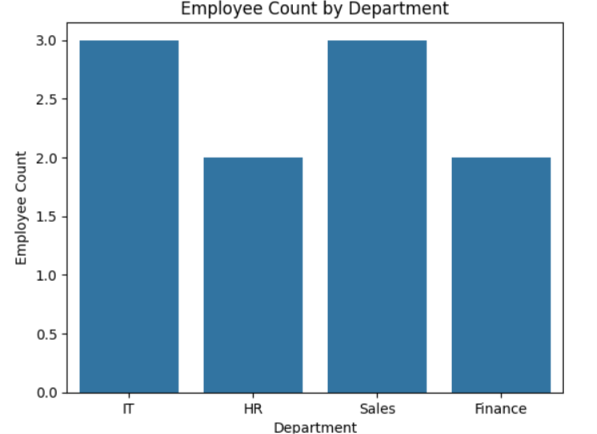 Employee Count by Department
3.0
2.5
2.0
1.5
1.0
0.5
0.0
Employee Count
IT HR Sales Finance
Department